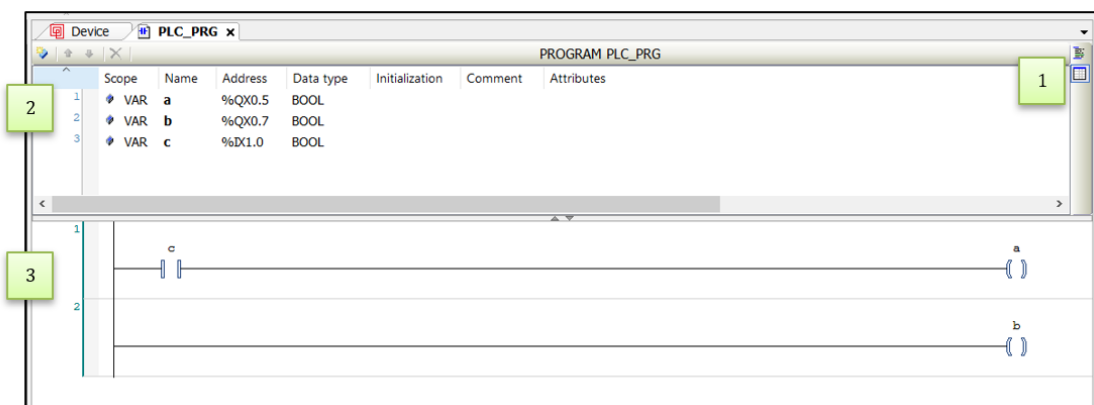 Device PLC_PRG x
PROGRAM PLC_PRG
Scope Name Address Data type Initialization Comment Attributes
1
1 VAR a %QX0.5 BOOL
2
2 VAR b %QX0.7 BOOL
3 VAR c %IX1.0 BOOL
1
c a
3
2
b